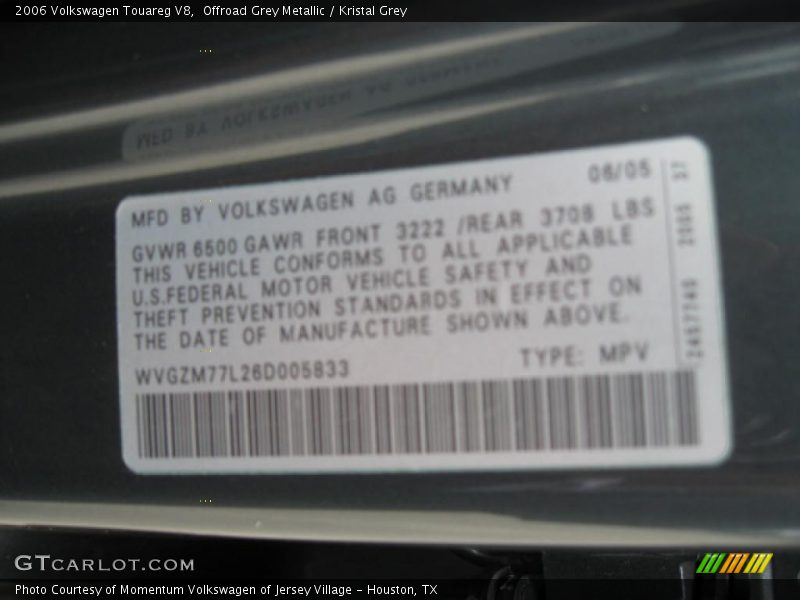 2006 Volkswagen Touareg V8,  Offroad Grey Metallic / Kristal Grey
MFD BY VOLKSWAGEN AG GERMANY 06/05
GVWR 6500 GAWR FRONT 3222 /REAR 3708 LBS
THIS VEHICLE CONFORMS TO ALL APPLICABLE
U.S.FEDERAL MOTOR VEHICLE SAFETY AND
THEFT PREVENTION STANDARDS IN EFFECT ON
THE DATE OF MANUFACTURE SHOWN ABOVE.
WVGZM77L26D005833 TYPE: MPV
GTCARLOT.COM
Photo Courtesy of Momentum Volkswagen of Jersey Village - Houston, TX